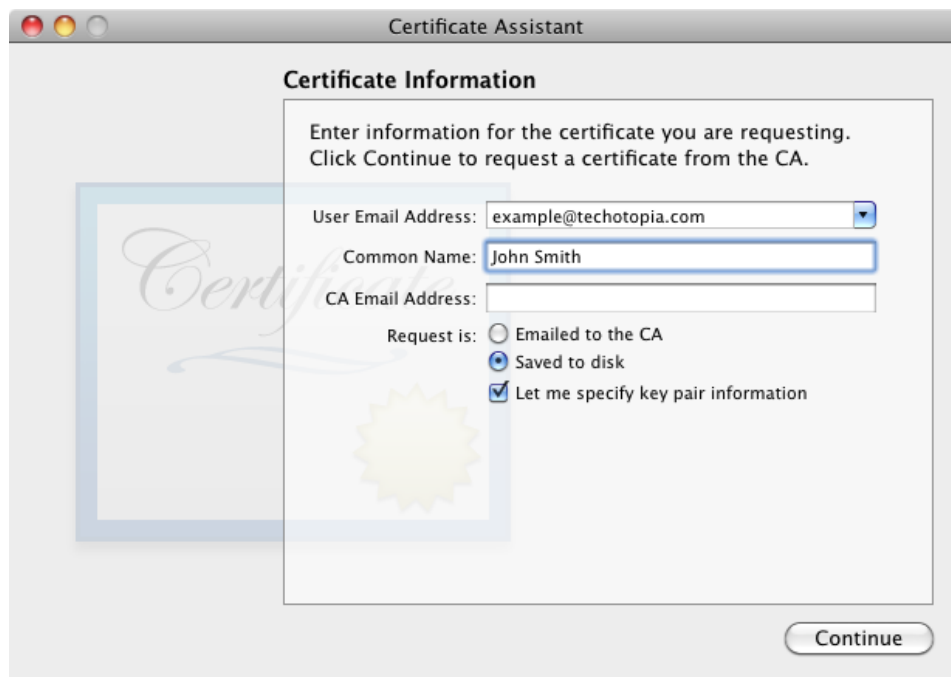 Certificate Assistant
Certificate Information
Enter information for the certificate you are requesting.
Click Continue to request a certificate from the CA.
User Email Address: example@techotopia.com
Common Name: John Smith
CA Email Address:
Request is: Emailed to the CA
Saved to disk
Let me specify key pair information
Certificate
Continue